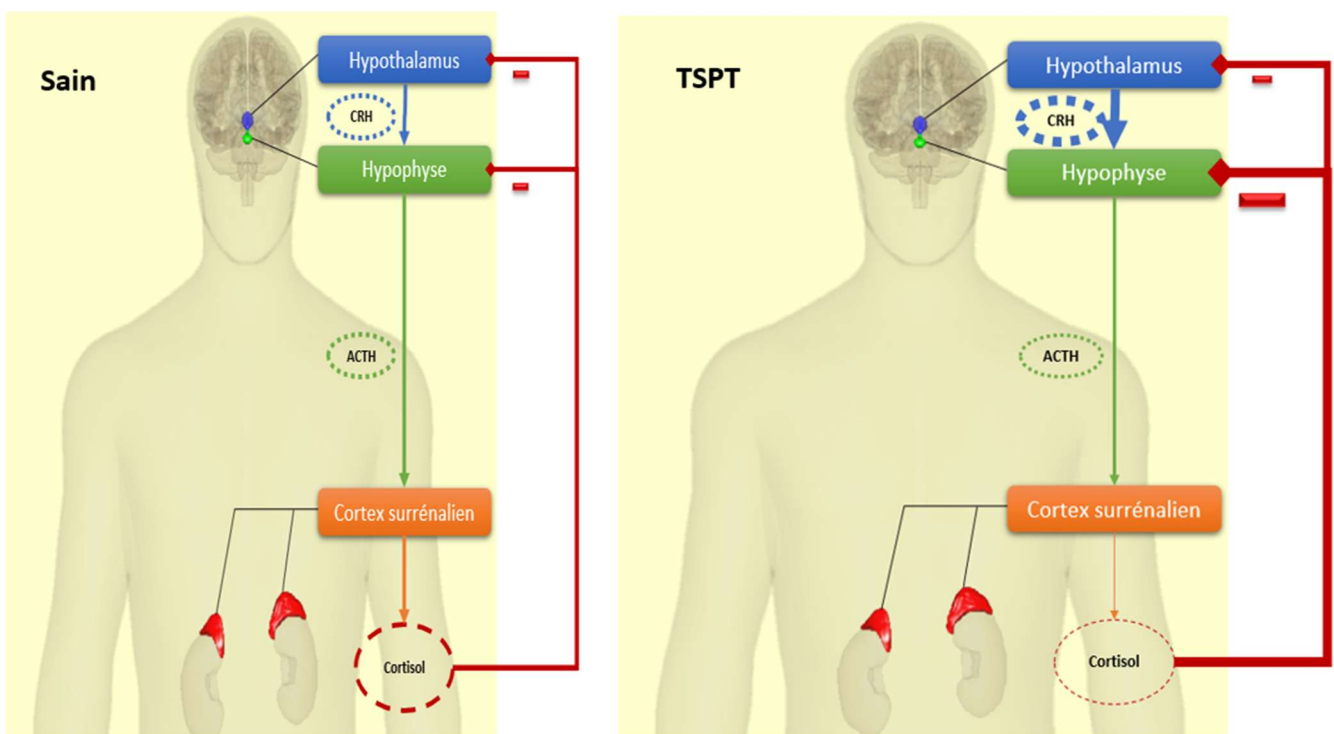 Sain
Hypothalamus
CRH
Hypophyse
ACTH
Cortex surrénalien
Cortisol
TSPT
Hypothalamus
CRH
Hypophyse
ACTH
Cortex surrénalien
Cortisol